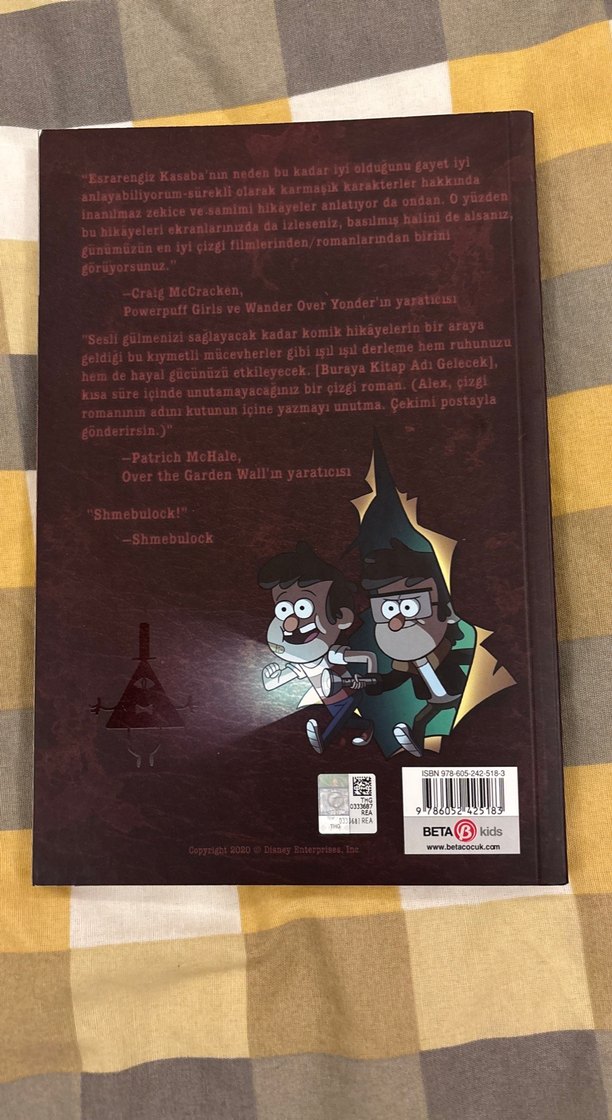 "Esrarengiz Kasaba'nın neden bu kadar iyi olduğunu gayet iyi
anlayabiliyorum-sürekli olarak karmaşık karakterler hakkında
inanılmaz zekice ve samimi hikâyeler anlatıyor da ondan. O yüzden
bu hikâyeleri ekranlarınızda da izleseniz, basılmış halini de alsanız,
günümüzün en iyi çizgi filmlerinden/romanlarından birini
görüyorsunuz."
—Craig McCracken,
Powerpuff Girls ve Wander Over Yonder'ın yaratıcısı
"Sesli gülmenizi sağlayacak kadar komik hikâyelerin bir araya
geldiği bu kıymetli mücevherler gibi ışıl ışıl derleme hem ruhunuzu
hem de hayal gücünüzü etkileyecek. [Buraya Kitap Adı Gelecek],
kısa süre içinde unutamayacağınız bir çizgi roman. (Alex, çizgi
romanının adını kutunun içine yazmayı unutma. Çekimi postayla
gönderirsin.)"
—Patrich McHale,
Over the Garden Wall'ın yaratıcısı
"Shmebulock!"
—Shmebulock
ISBN 978-605-242-518-3
9 786052 425183
BETA B kids
www.betacocuk.com
THG
0333687
REA
THG
333687 REA
Copyright 2020 © Disney Enterprises, Inc